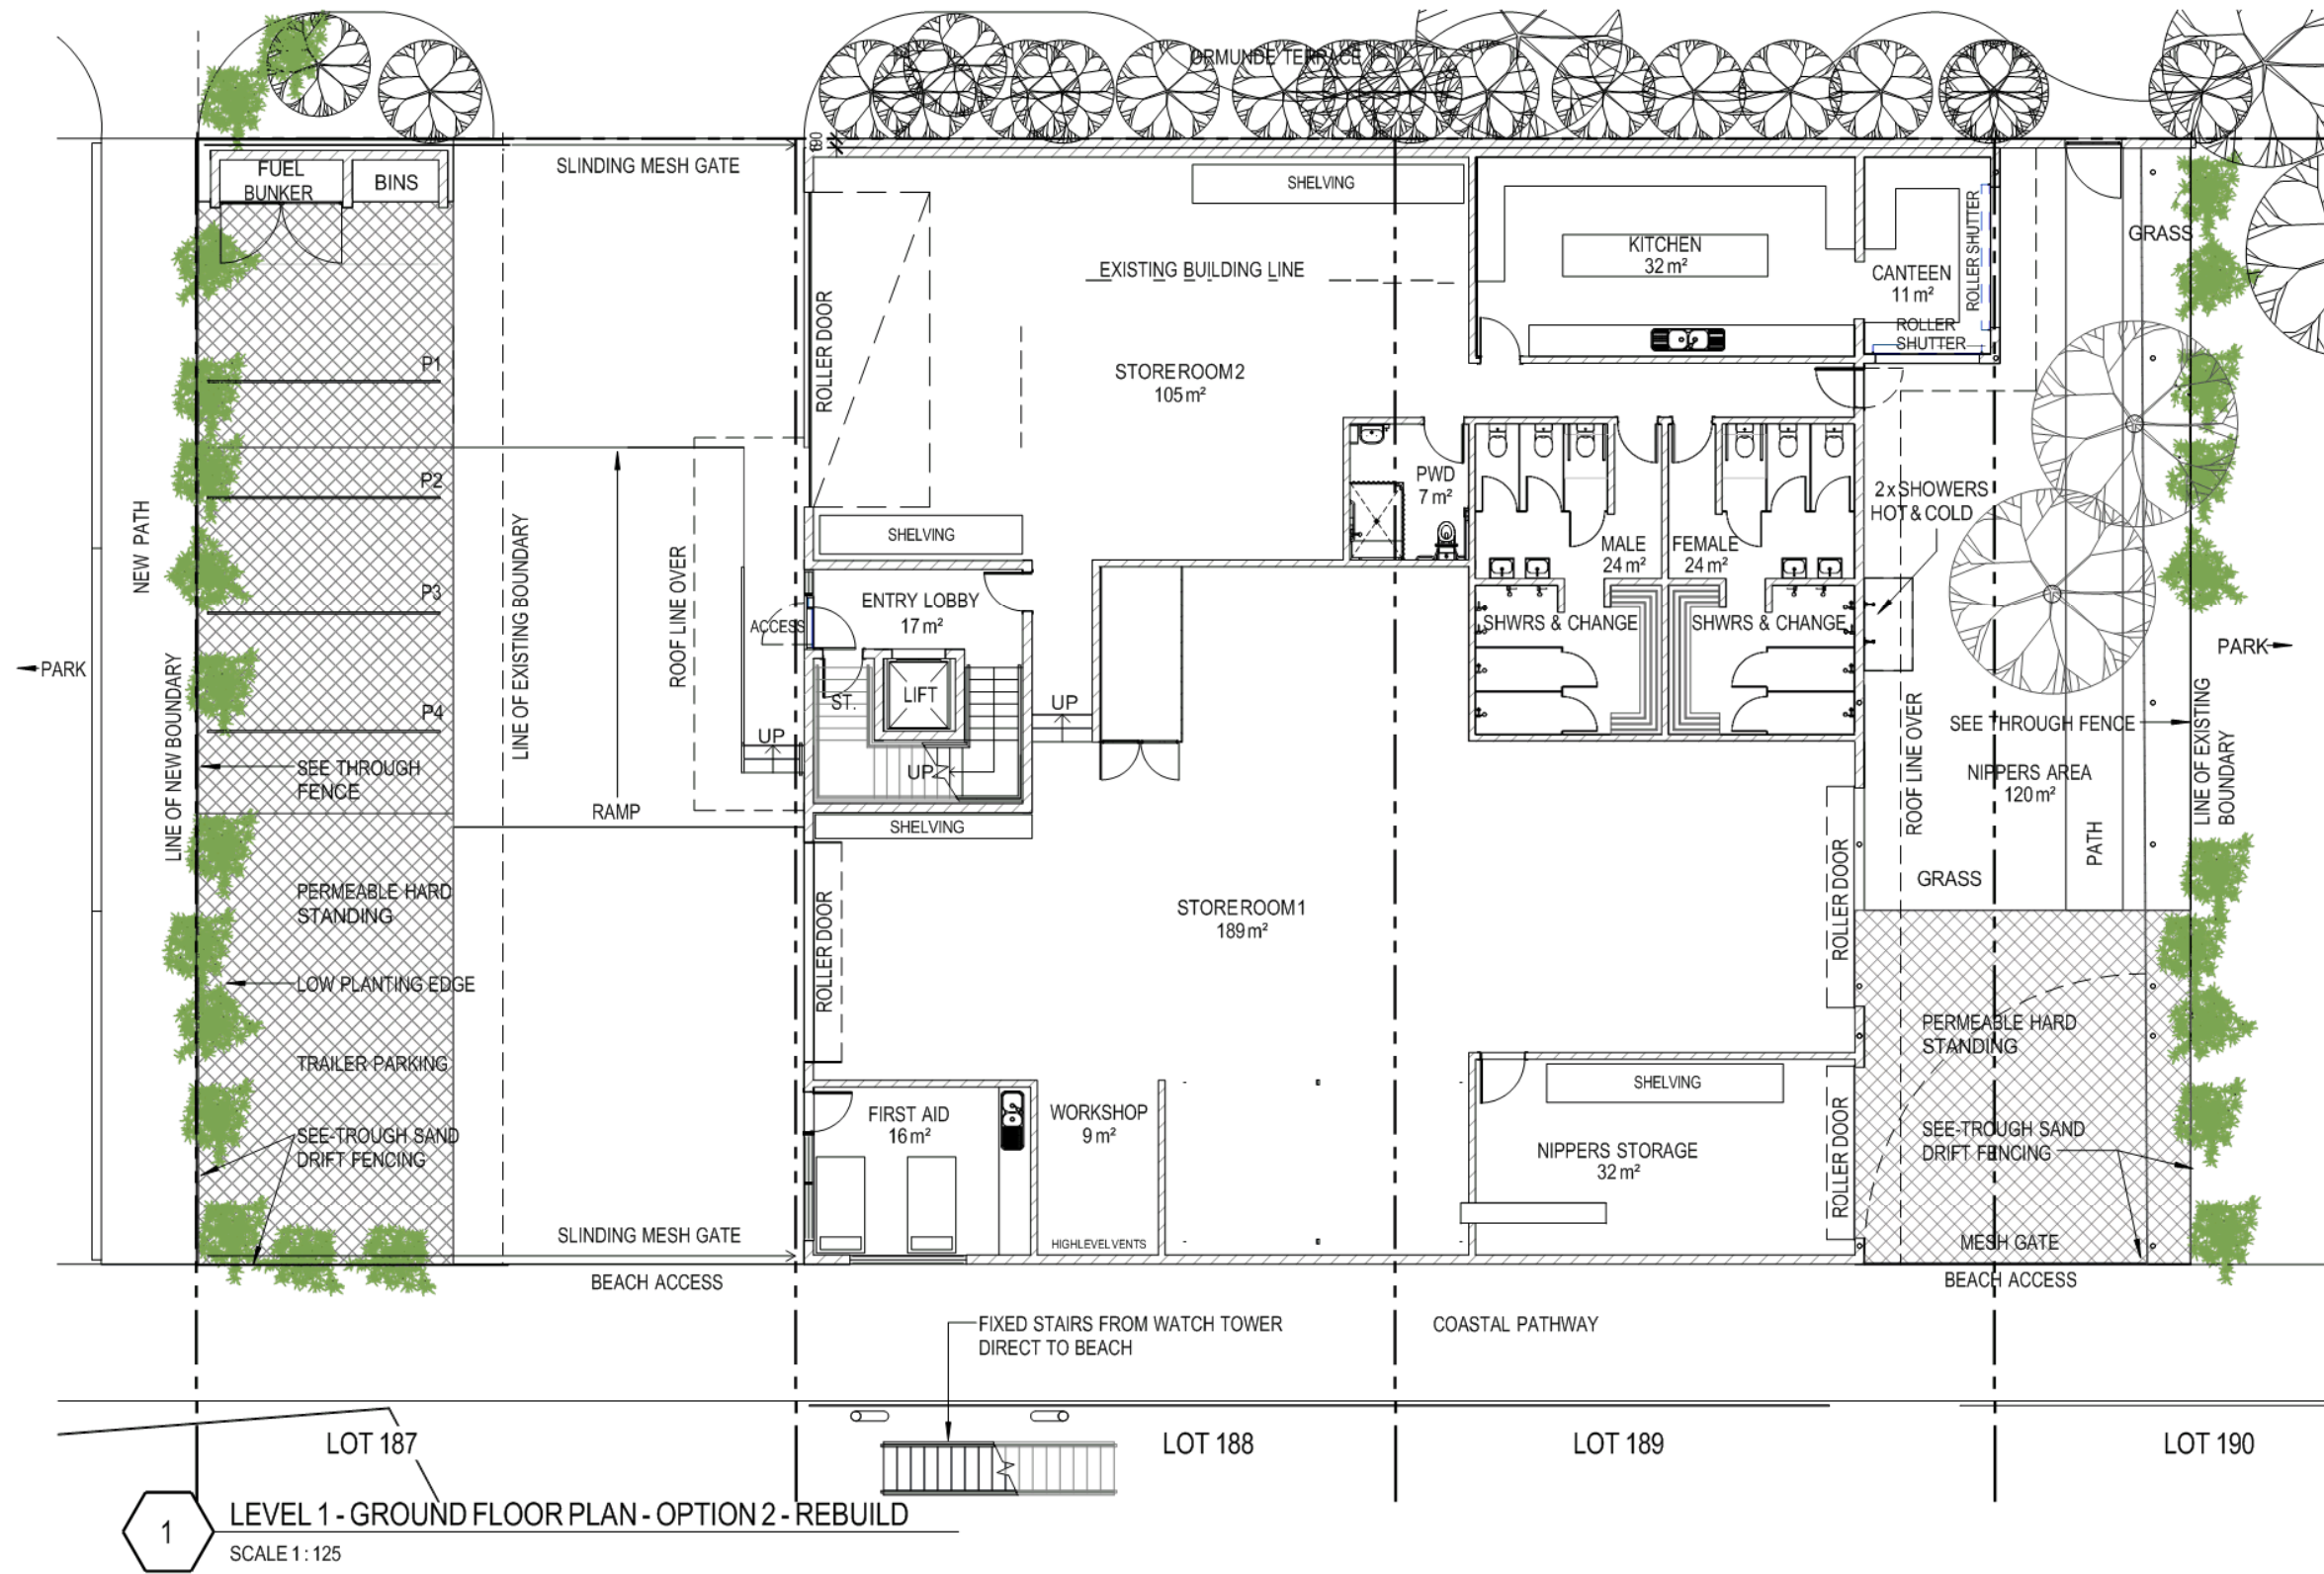 ORMUNDE TERRACE
190
SLINDING MESH GATE
FUEL
BUNKER
BINS
SHELVING
ROLLER SHUTTER
GRASS
KITCHEN
32 m²
EXISTING BUILDING LINE
CANTEEN
11 m²
ROLLER
SHUTTER
ROLLER DOOR
P1
STOREROOM 2
105 m²
P2
PWD
7 m²
2 x SHOWERS
HOT & COLD
NEW PATH
LINE OF EXISTING BOUNDARY
SHELVING
MALE
24 m²
FEMALE
24 m²
ROOF LINE OVER
P3
ENTRY LOBBY
17 m²
ACCESS
SHWRS & CHANGE
SHWRS & CHANGE
PARK
PARK
LIFT
ST.
UP
P4
UP
UP
SEE THROUGH FENCE
LINE OF NEW BOUNDARY
SEE THROUGH
FENCE
NIPPERS AREA
120 m²
ROOF LINE OVER
LINE OF EXISTING
BOUNDARY
RAMP
SHELVING
PATH
PERMEABLE HARD
STANDING
ROLLER DOOR
STOREROOM 1
189 m²
ROLLER DOOR
GRASS
LOW PLANTING EDGE
PERMEABLE HARD
STANDING
TRAILER PARKING
SHELVING
FIRST AID
16 m²
WORKSHOP
9 m²
SEE-TROUGH SAND
DRIFT FENCING
NIPPERS STORAGE
32 m²
ROLLER DOOR
SEE-TROUGH SAND
DRIFT FENCING
SLINDING MESH GATE
HIGH LEVEL VENTS
MESH GATE
BEACH ACCESS
BEACH ACCESS
FIXED STAIRS FROM WATCH TOWER
DIRECT TO BEACH
COASTAL PATHWAY
LOT 187
LOT 188
LOT 189
LOT 190
1
LEVEL 1 - GROUND FLOOR PLAN - OPTION 2 - REBUILD
SCALE 1 : 125